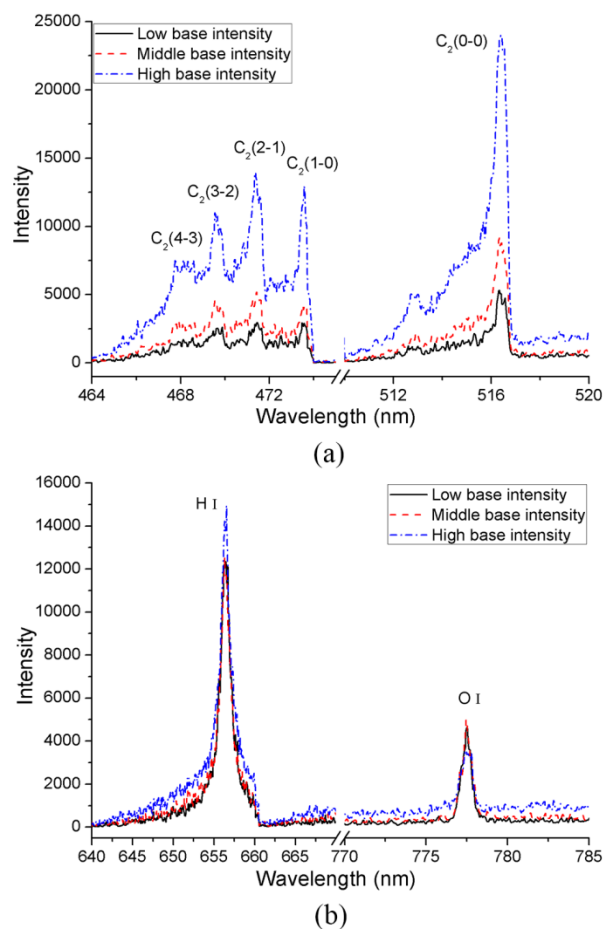 C₂(0-0)
Low base intensity
Middle base intensity
High base intensity
C₂(2-1)
C₂(1-0)
C₂(3-2)
C₂(4-3)
Intensity
25000
20000
15000
10000
5000
0
464 468 472 512 516 520
Wavelength (nm)
(a)
H I
Low base intensity
Middle base intensity
High base intensity
O I
Intensity
16000
14000
12000
10000
8000
6000
4000
2000
0
640 645 650 655 660 665 770 775 780 785
Wavelength (nm)
(b)